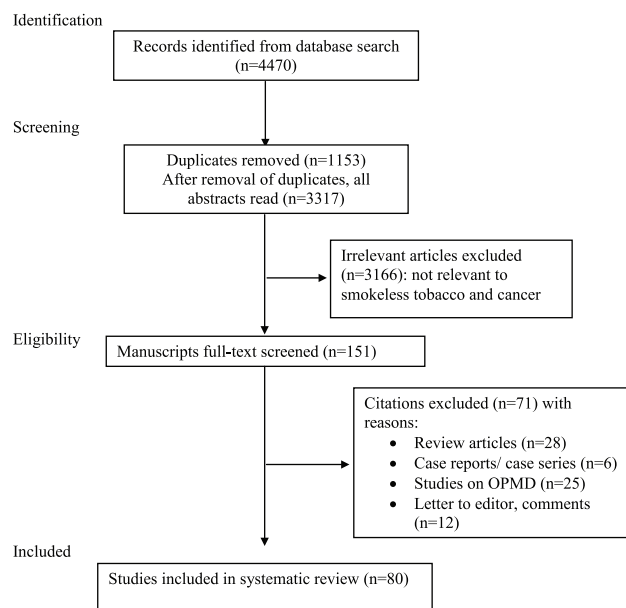 Identification
Records identified from database search
(n=4470)
Screening
Duplicates removed (n=1153)
After removal of duplicates, all
abstracts read (n=3317)
Irrelevant articles excluded
(n=3166): not relevant to
smokeless tobacco and cancer
Eligibility
Manuscripts full-text screened (n=151)
Citations excluded (n=71) with
reasons:
• Review articles (n=28)
• Case reports/ case series (n=6)
• Studies on OPMD (n=25)
• Letter to editor, comments
(n=12)
Included
Studies included in systematic review (n=80)